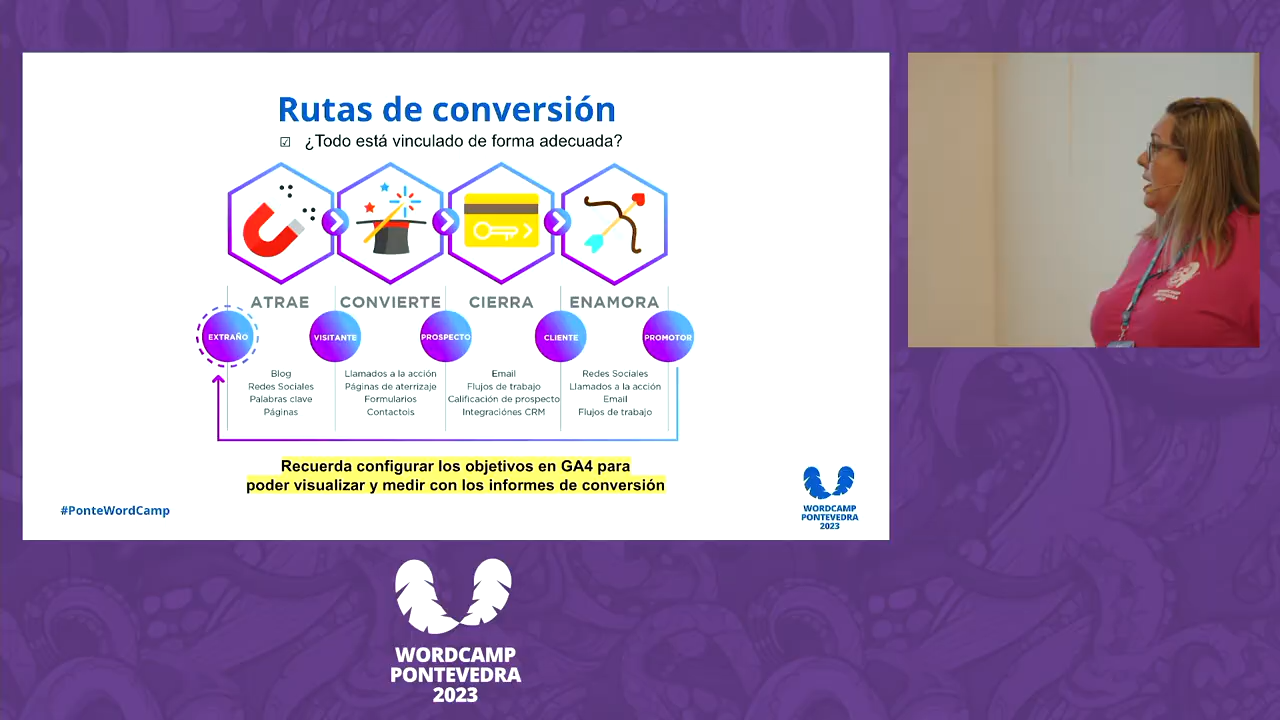 Rutas de conversión
☑ ¿Todo está vinculado de forma adecuada?
ATRAE CONVIERTE CIERRA ENAMORA
EXTRAÑO VISITANTE PROSPECTO CLIENTE PROMOTOR
Blog
Redes Sociales
Palabras clave
Páginas
Llamados a la acción
Páginas de aterrizaje
Formularios
Contactois
Email
Flujos de trabajo
Calificación de prospecto
Integraciónes CRM
Redes Sociales
Llamados a la acción
Email
Flujos de trabajo
Recuerda configurar los objetivos en GA4 para
poder visualizar y medir con los informes de conversión
#PonteWordCamp
WORDCAMP
PONTEVEDRA
2023
WORDCAMP
PONTEVEDRA
2023